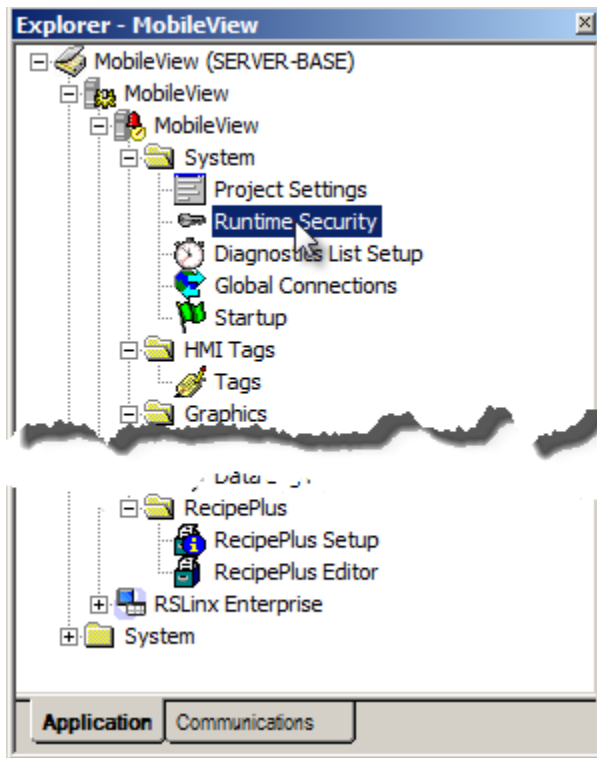 Explorer - MobileView
MobileView (SERVER-BASE)
MobileView
MobileView
System
Project Settings
Runtime Security
Diagnostics List Setup
Global Connections
Startup
HMI Tags
Tags
Graphics
RecipePlus
RecipePlus Setup
RecipePlus Editor
RSLinx Enterprise
System
Application Communications